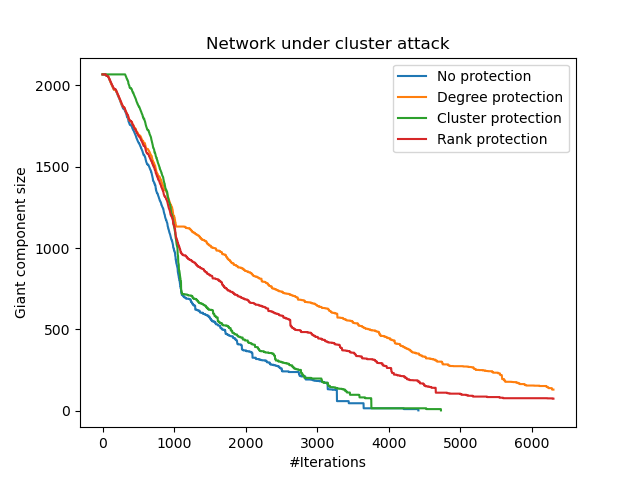 Network under cluster attack
No protection
Degree protection
Cluster protection
Rank protection
Giant component size
2000
1500
1000
500
0
0 1000 2000 3000 4000 5000 6000
#Iterations